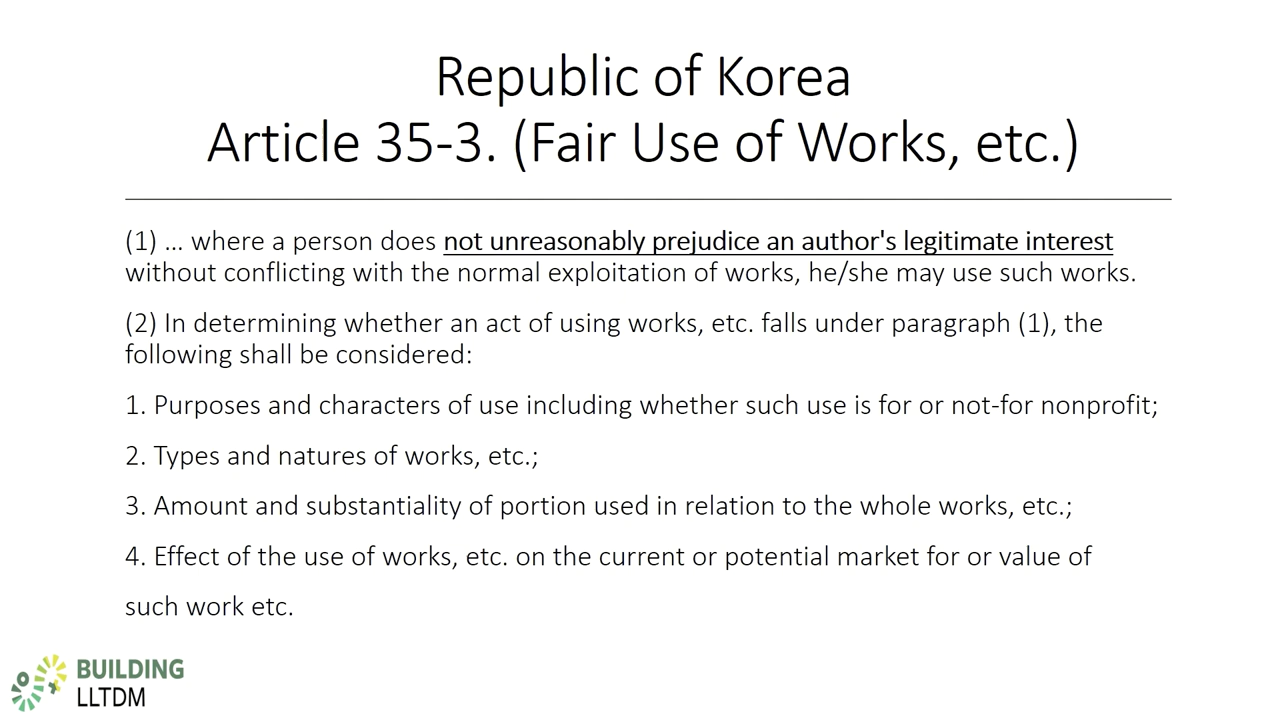 Republic of Korea
Article 35-3. (Fair Use of Works, etc.)
(1) … where a person does not unreasonably prejudice an author's legitimate interest
without conflicting with the normal exploitation of works, he/she may use such works.
(2) In determining whether an act of using works, etc. falls under paragraph (1), the
following shall be considered:
1. Purposes and characters of use including whether such use is for or not-for nonprofit;
2. Types and natures of works, etc.;
3. Amount and substantiality of portion used in relation to the whole works, etc.;
4. Effect of the use of works, etc. on the current or potential market for or value of
such work etc.
BUILDING
LLTDM